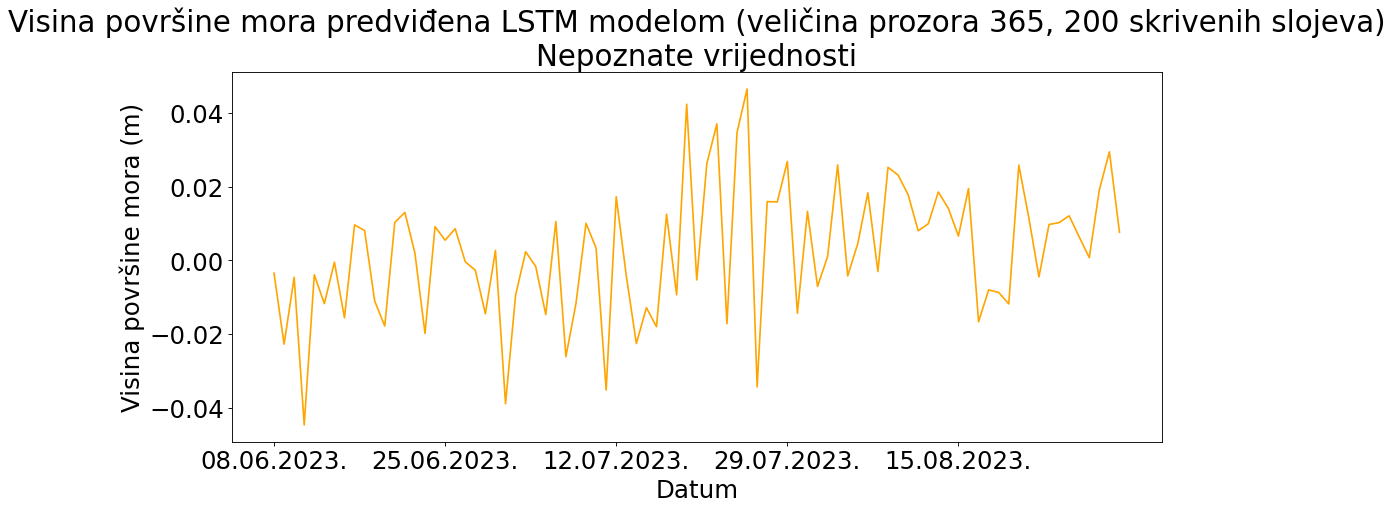 Visina površine mora predviđena LSTM modelom (veličina prozora 365, 200 skrivenih slojeva)
Nepoznate vrijednosti
Visina površine mora (m)
0.04
0.02
0.00
−0.02
−0.04
08.06.2023. 25.06.2023. 12.07.2023. 29.07.2023. 15.08.2023.
Datum